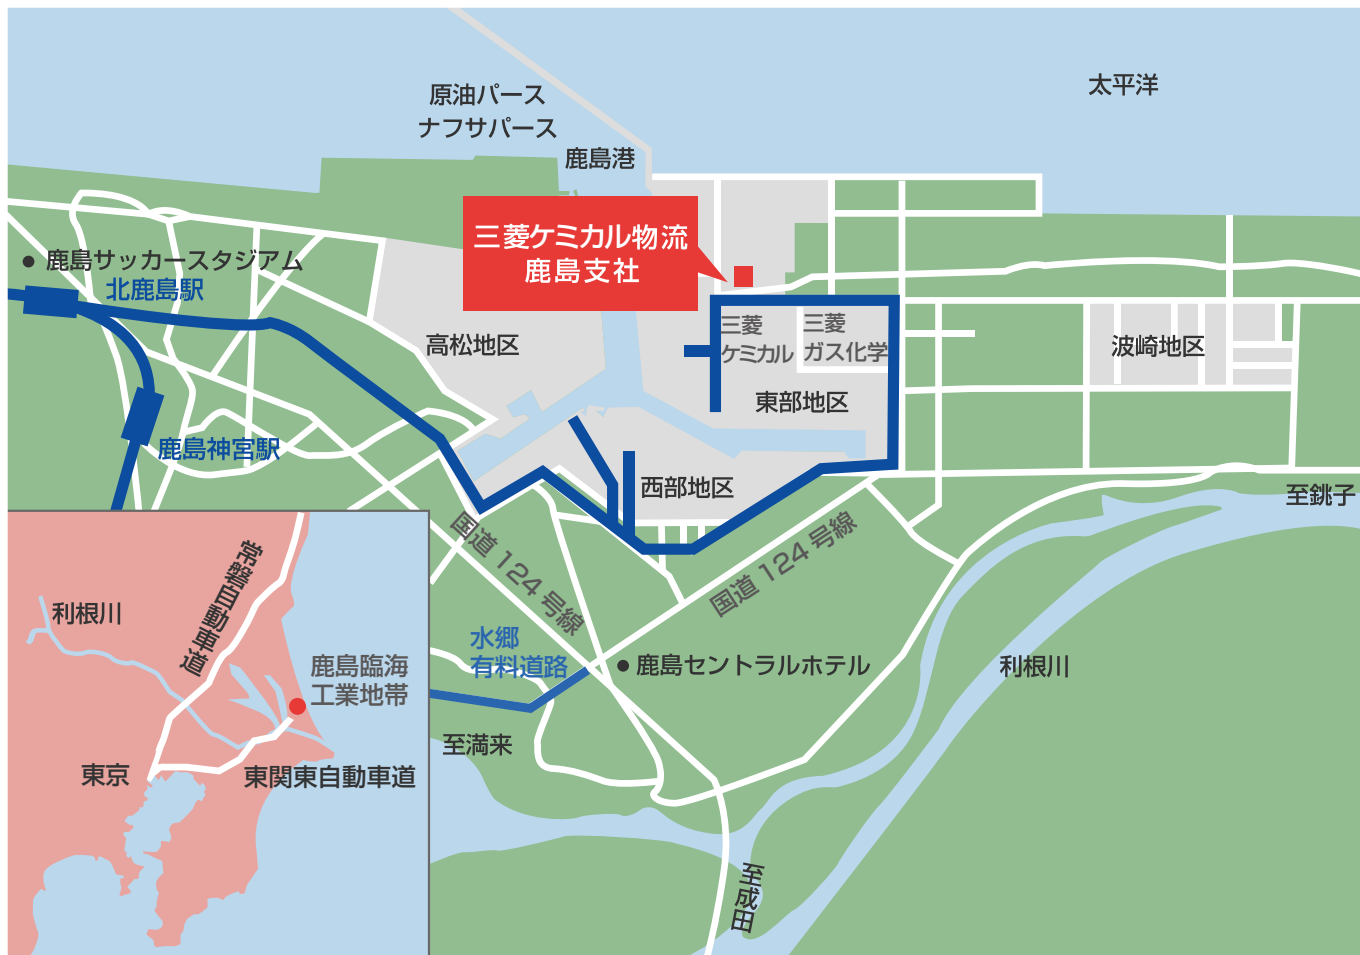 太平洋
原油バース
ナフサバース
鹿島港
三菱ケミカル物流
鹿島支社
鹿島サッカースタジアム
北鹿島駅
高松地区
三菱
ケミカル
三菱
ガス化学
波崎地区
東部地区
鹿島神宮駅
西部地区
至銚子
国道124号線
国道124号線
水郷
有料道路
鹿島セントラルホテル
利根川
至満来
至成田
常磐自動車道
利根川
鹿島臨海
工業地帯
東京
東関東自動車道